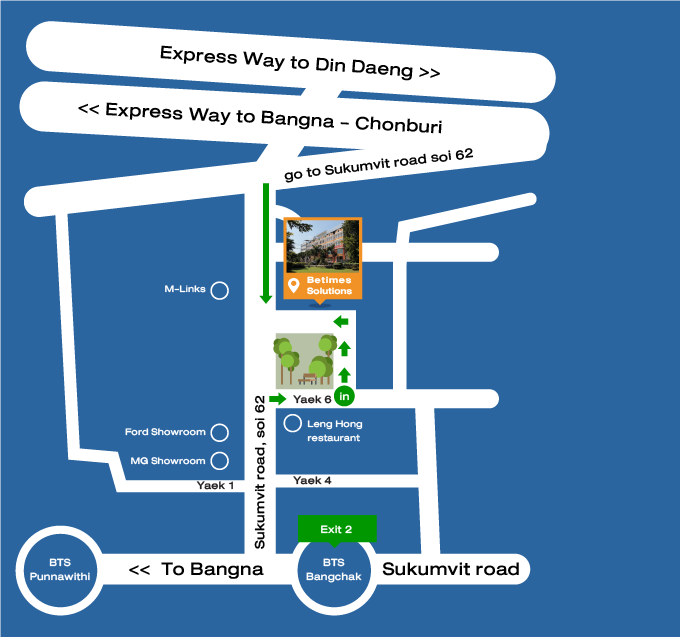 Express Way to Din Daeng >>
<< Express Way to Bangna - Chonburi
go to Sukumvit road soi 62
Betimes
Solutions
M-Links
Yaek 6
in
Sukumvit road, soi 62
Leng Hong
restaurant
Ford Showroom
MG Showroom
Yaek 1
Yaek 4
Exit 2
BTS
Punnawithi
<< To Bangna
BTS
Bangchak
Sukumvit road